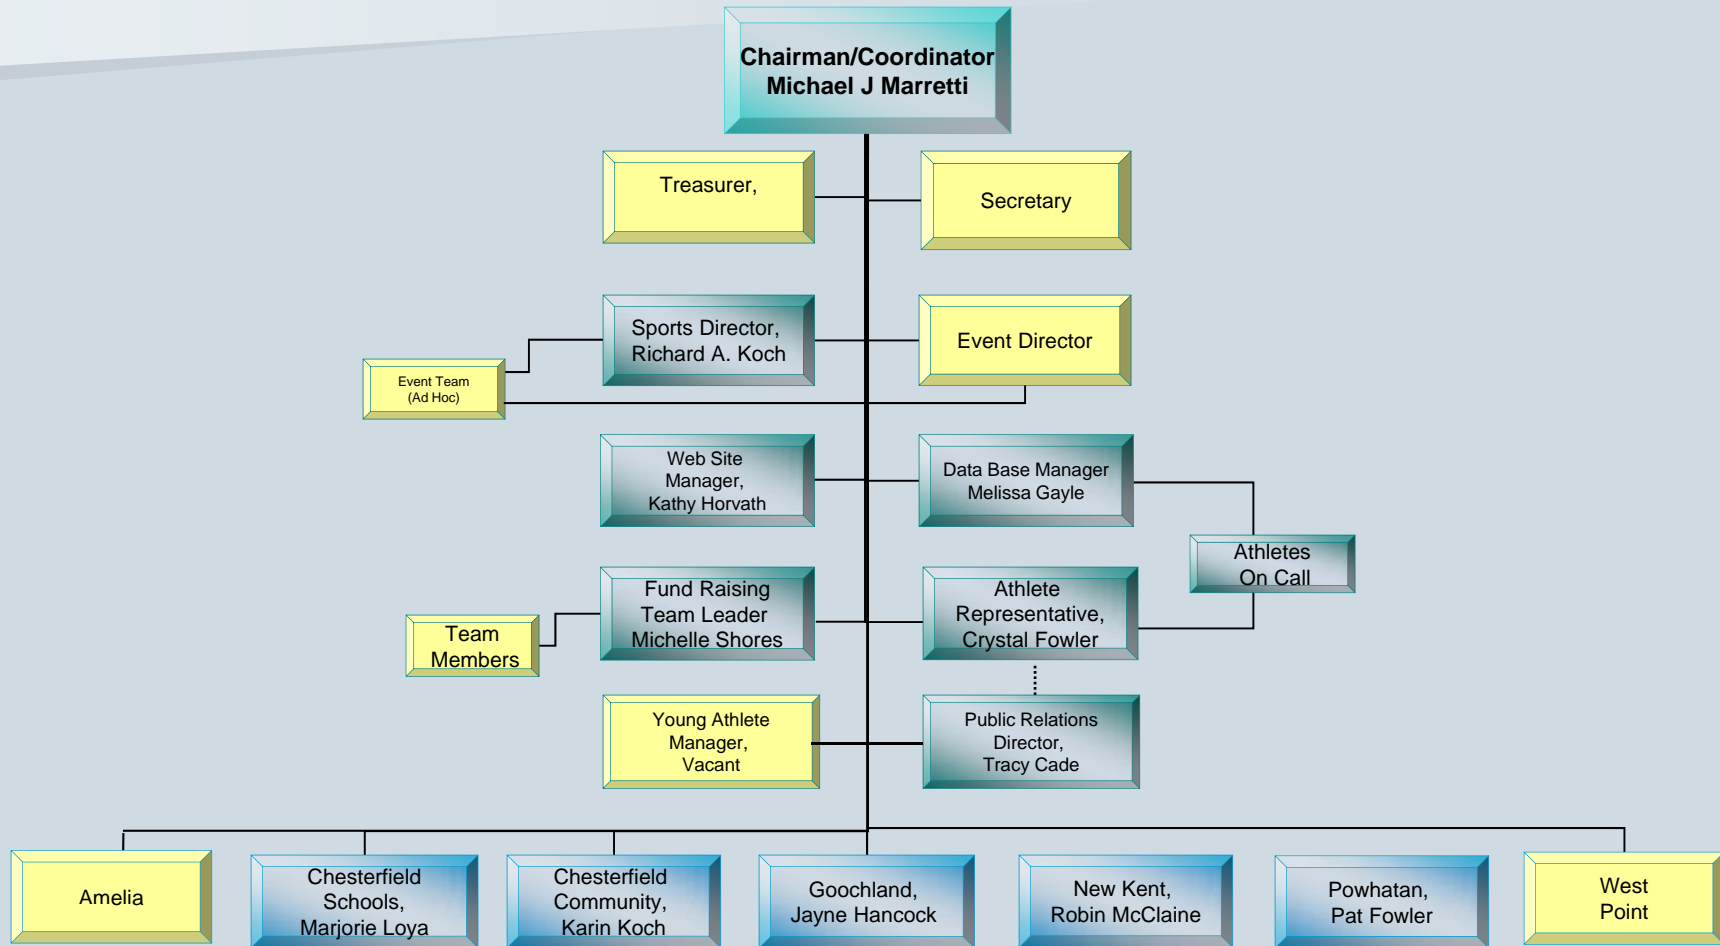 Chairman/Coordinator
Michael J Marretti
Treasurer,
Secretary
Sports Director,
Richard A. Koch
Event Director
Event Team
(Ad Hoc)
Web Site
Manager,
Kathy Horvath
Data Base Manager
Melissa Gayle
Athletes
On Call
Fund Raising
Team Leader
Michelle Shores
Athlete
Representative,
Crystal Fowler
Team
Members
Young Athlete
Manager,
Vacant
Public Relations
Director,
Tracy Cade
Amelia
Chesterfield
Schools,
Marjorie Loya
Chesterfield
Community,
Karin Koch
Goochland,
Jayne Hancock
New Kent,
Robin McClaine
Powhatan,
Pat Fowler
West
Point